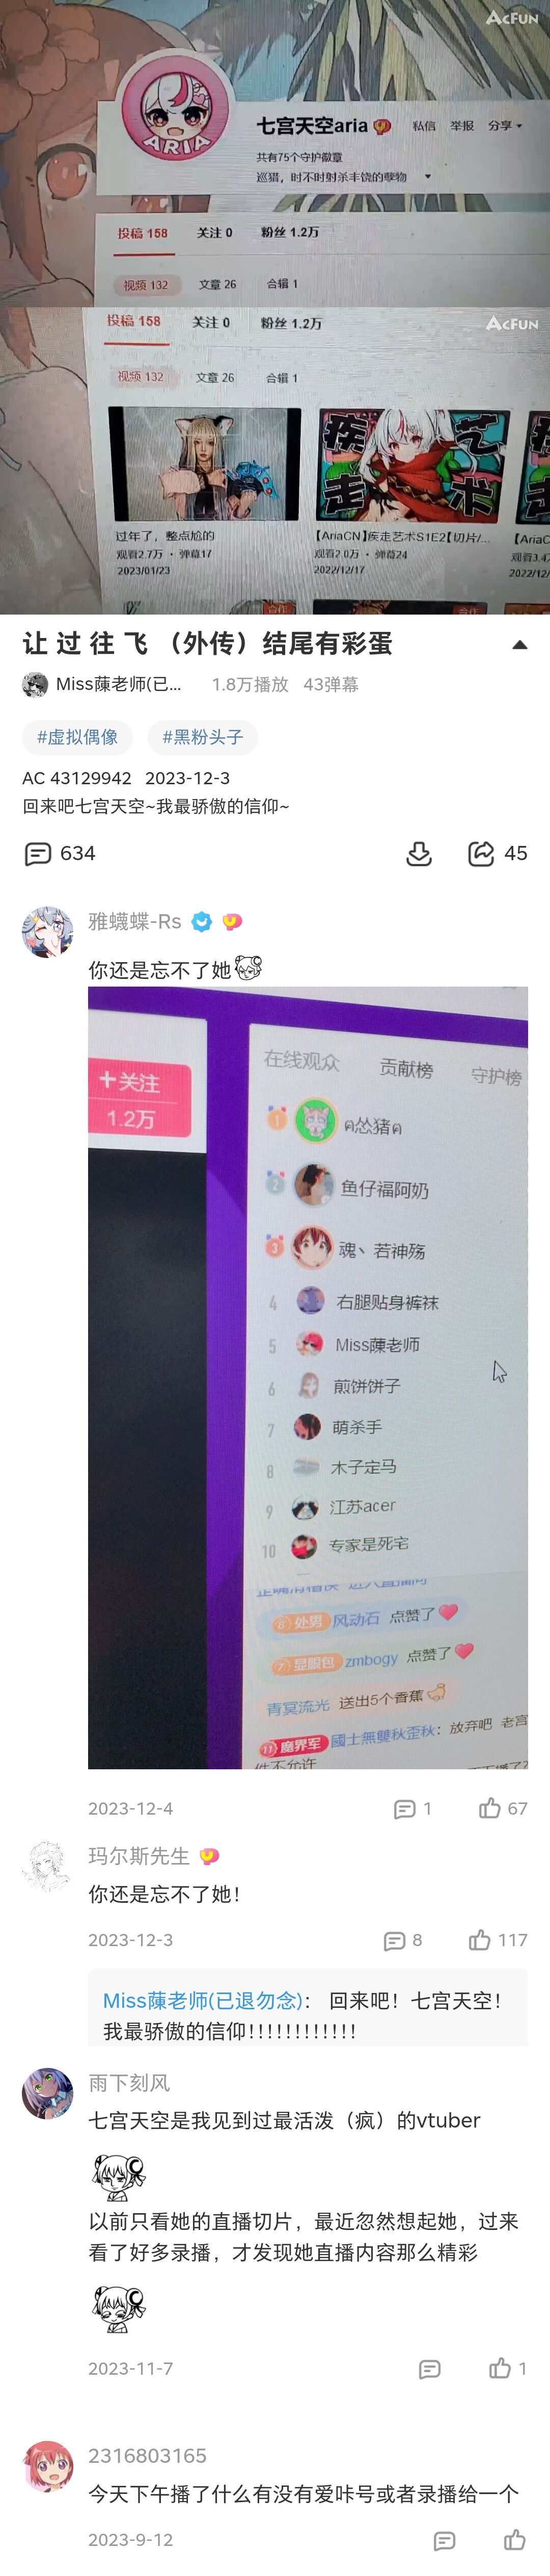 AcFun
七宫天空aria
私信 举报 分享
ARIA
共有75个守护徽章
巡猎，时不时射杀丰饶的孽物
投稿 158 关注 0 粉丝 1.2万
视频 132 文章 26 合辑 1
AcFun
投稿 158 关注 0 粉丝 1.2万
视频 132 文章 26 合辑 1
疾 艺
走 术
过年了，整点尬的
【AriaCN】疾走艺术S1E2【切片/...
【AriaC
观看2.7万 · 弹幕17
观看2.0万 · 弹幕24
观看3.4
2023/01/23
2022/12/17
2022/12/
合作
合作
让 过 往 飞 （外传）结尾有彩蛋
Miss蔯老师(已...
1.8万播放 43弹幕
#虚拟偶像 #黑粉头子
AC 43129942 2023-12-3
回来吧七宫天空~我最骄傲的信仰~
634
45
雅蠛蝶-Rs
你还是忘不了她
在线观众 贡献榜 守护榜
+关注
1.2万
1 ฅ怂猪ฅ
2 鱼仔福阿奶
3 魂丶若神殇
4 右腿贴身裤袜
5 Miss蔯老师
6 煎饼饼子
7 萌杀手
8 木子定马
9 江苏acer
10 专家是死宅
6 处男 风动石 点赞了
7 显眼包 zmbogy 点赞了
青冥流光 送出5个香蕉
11 魔界军 國士無雙秋歪秋：放弃吧 老宫
件不允许
2023-12-4
1
67
玛尔斯先生
你还是忘不了她！
2023-12-3
8
117
Miss蔯老师(已退勿念)： 回来吧！七宫天空！
我最骄傲的信仰!!!!!!!!!!!!
雨下刻风
七宫天空是我见到过最活泼（疯）的vtuber
以前只看她的直播切片，最近忽然想起她，过来
看了好多录播，才发现她直播内容那么精彩
2023-11-7
1
2316803165
今天下午播了什么有没有爱咔号或者录播给一个
2023-9-12